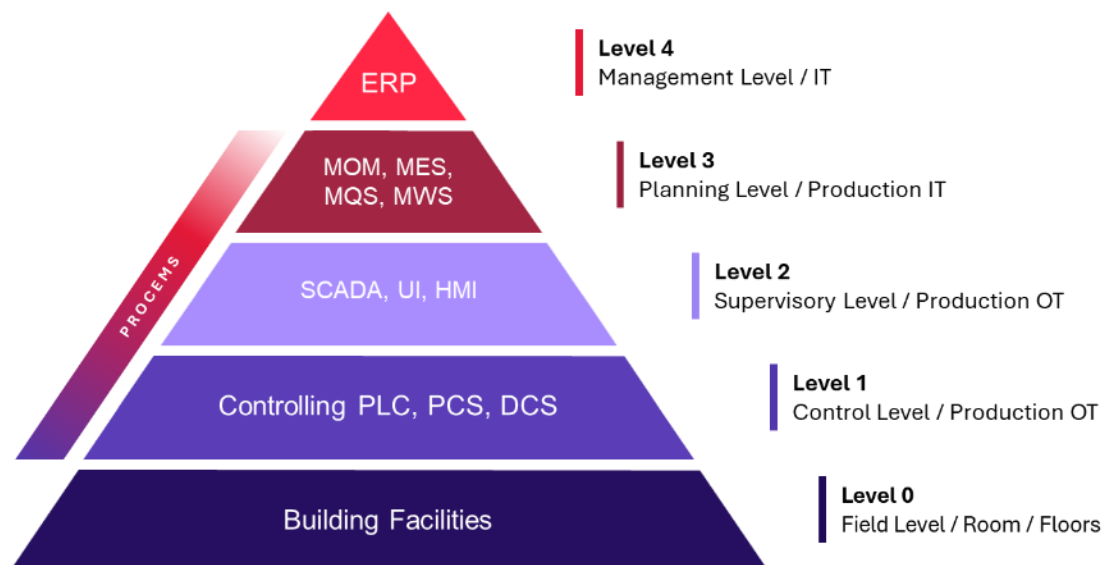 ERP
Level 4
Management Level / IT
MOM, MES,
MQS, MWS
Level 3
Planning Level / Production IT
PROCEMS
SCADA, UI, HMI
Level 2
Supervisory Level / Production OT
Controlling PLC, PCS, DCS
Level 1
Control Level / Production OT
Building Facilities
Level 0
Field Level / Room / Floors